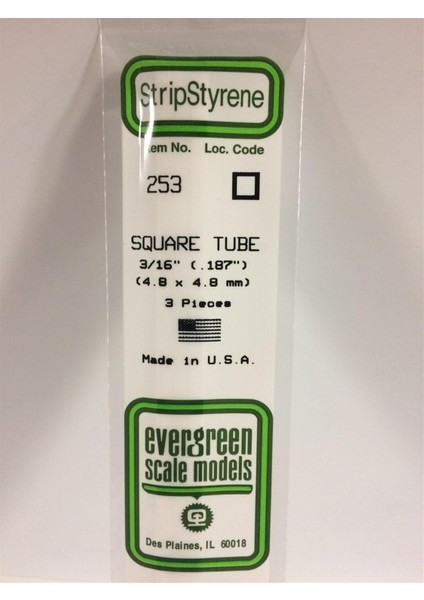 StripStyrene
Item No. Loc. Code
253
SQUARE TUBE
3/16" (.187")
(4.8 x 4.8 mm)
3 Pieces
Made in U.S.A.
evergreen
scale models
Des Plaines, IL 60018